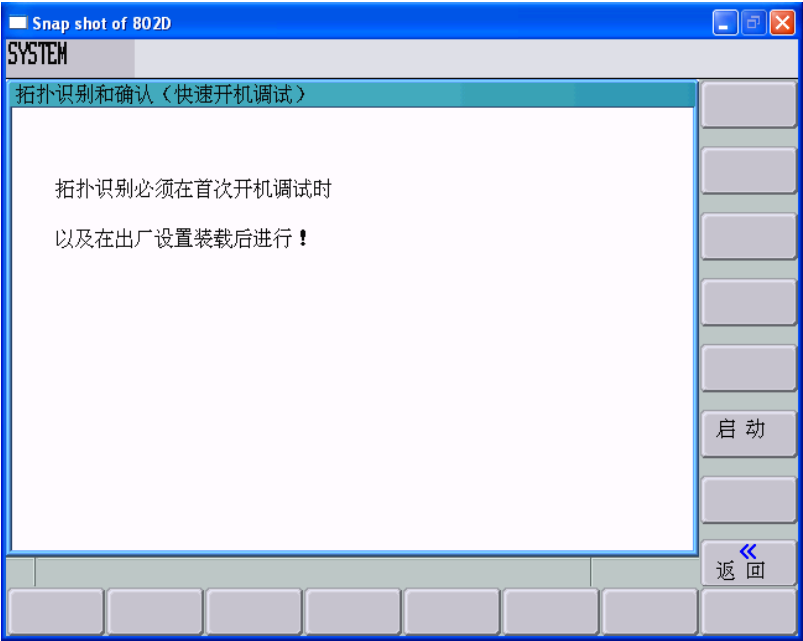 Snap shot of 802D
SYSTEM
拓扑识别和确认（快速开机调试）
拓扑识别必须在首次开机调试时
以及在出厂设置装载后进行！
启动
«
返回